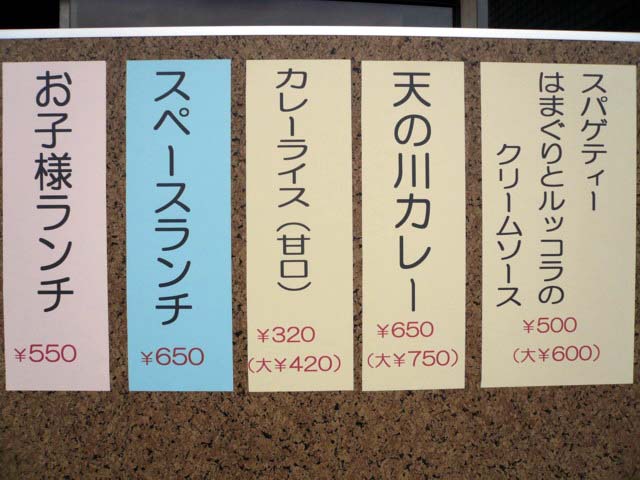 スパゲティー
はまぐりとルッコラの
クリームソース
¥500
(大¥600)
天の川カレー
¥650
(大¥750)
カレーライス(甘口)
¥320
(大¥420)
スペースランチ
¥650
お子様ランチ
¥550